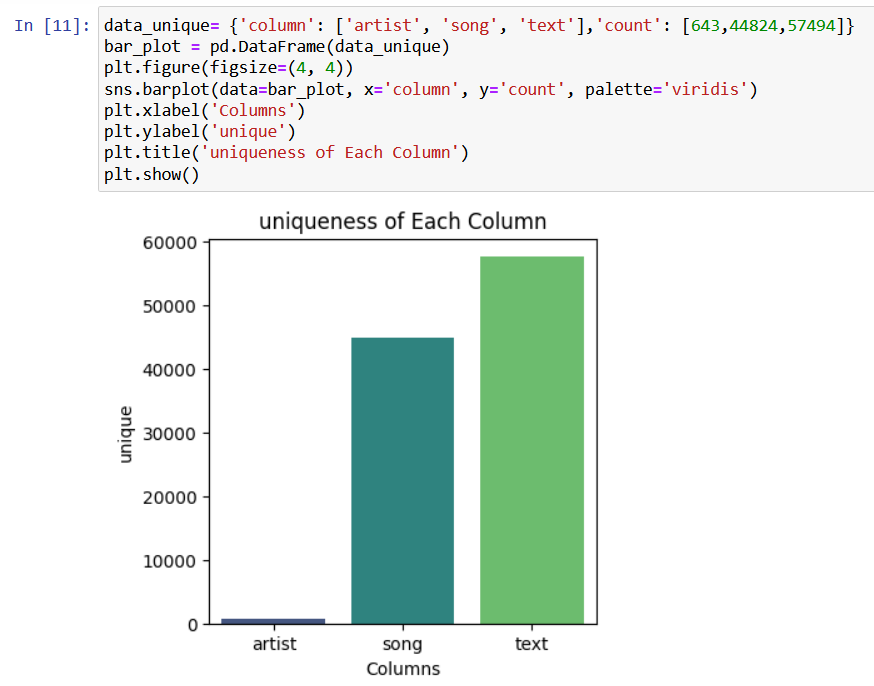 In [11]: data_unique= {'column': ['artist', 'song', 'text'],'count': [643,44824,57494]}
bar_plot = pd.DataFrame(data_unique)
plt.figure(figsize=(4, 4))
sns.barplot(data=bar_plot, x='column', y='count', palette='viridis')
plt.xlabel('Columns')
plt.ylabel('unique')
plt.title('uniqueness of Each Column')
plt.show()
uniqueness of Each Column
60000
50000
40000
30000
20000
10000
0
unique
artist song text
Columns